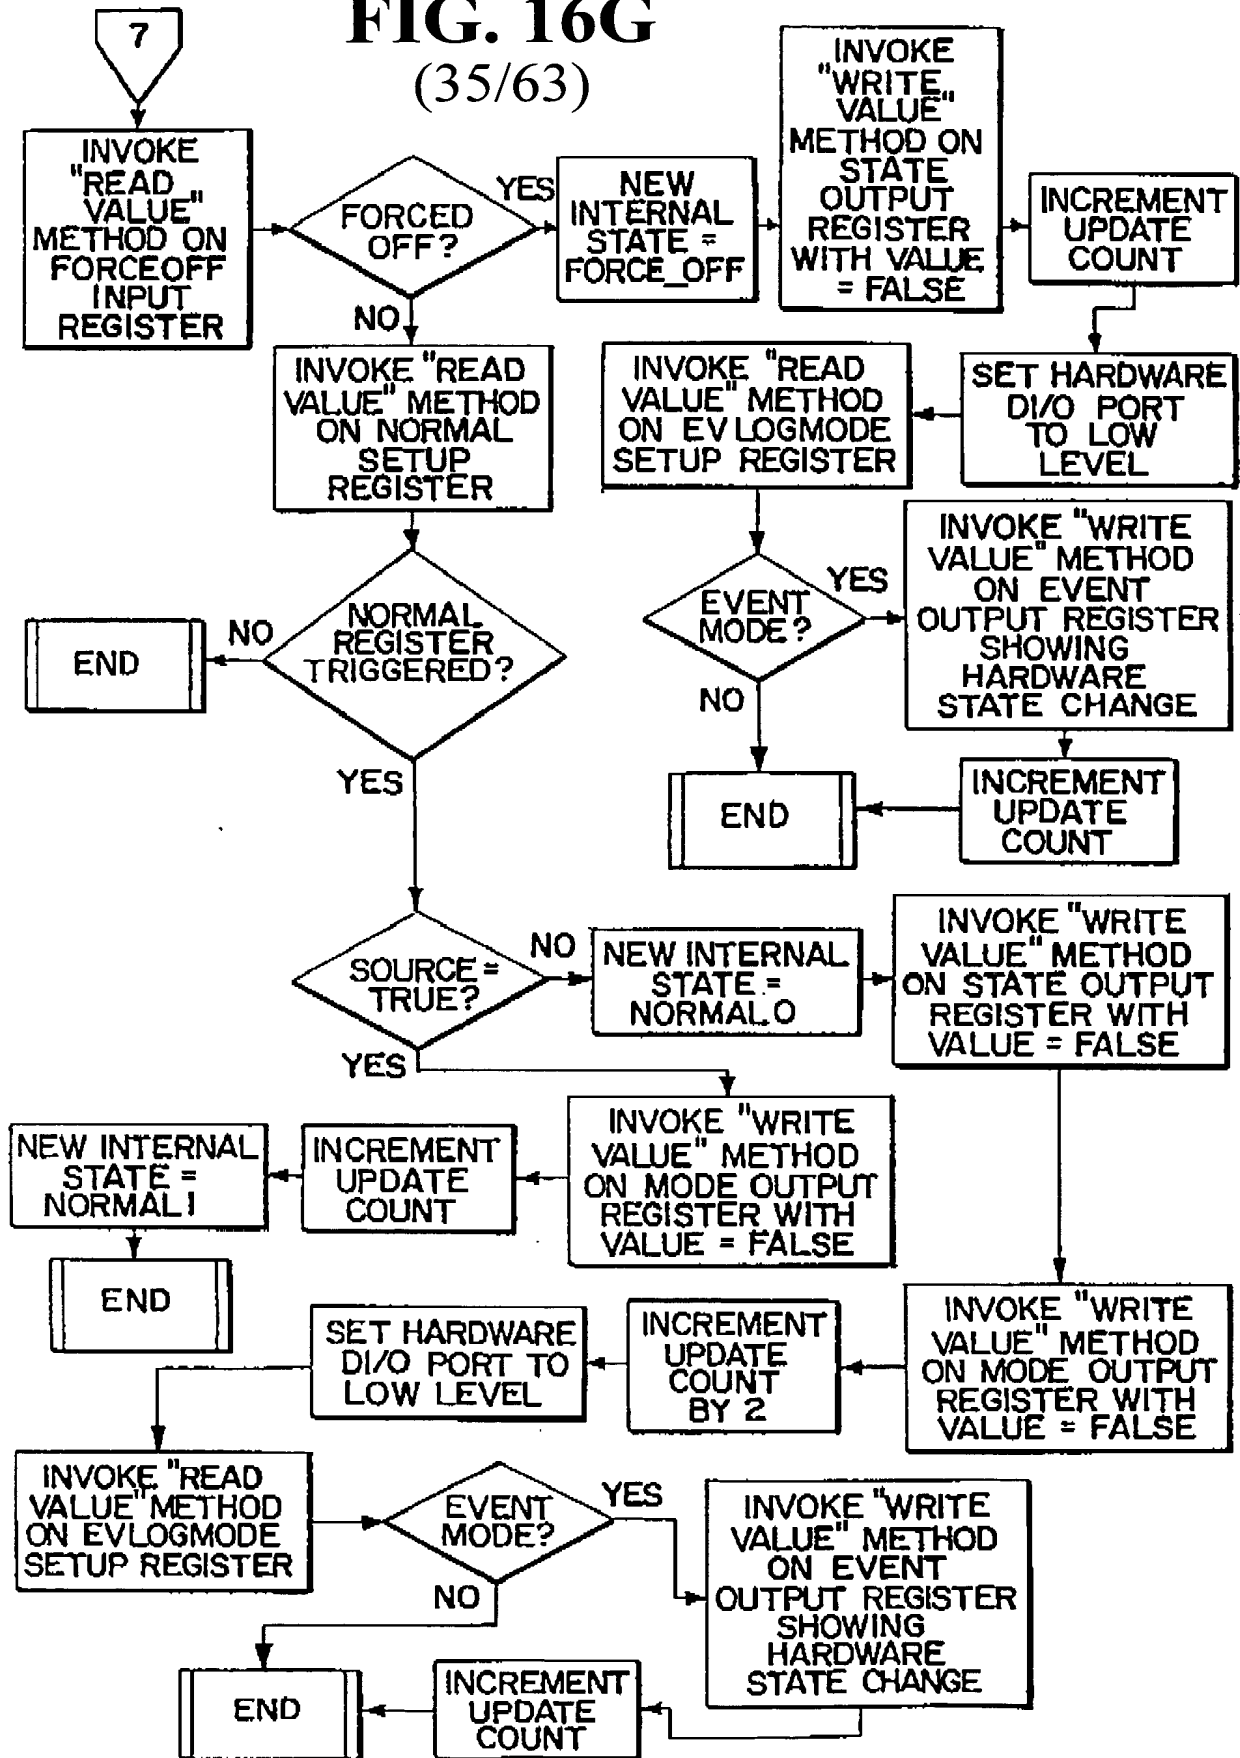 FIG. 16G
(35/63)
7
INVOKE
"READ
VALUE"
METHOD ON
FORCEOFF
INPUT
REGISTER
FORCED
OFF?
YES
NO
NEW
INTERNAL
STATE =
FORCE_OFF
INVOKE
"WRITE
VALUE"
METHOD ON
STATE
OUTPUT
REGISTER
WITH VALUE
= FALSE
INCREMENT
UPDATE
COUNT
SET HARDWARE
DI/O PORT
TO LOW
LEVEL
INVOKE "READ
VALUE" METHOD
ON EVLOGMODE
SETUP REGISTER
INVOKE "READ
VALUE" METHOD
ON NORMAL
SETUP
REGISTER
EVENT
MODE?
YES
NO
INVOKE "WRITE
VALUE" METHOD
ON EVENT
OUTPUT REGISTER
SHOWING
HARDWARE
STATE CHANGE
INCREMENT
UPDATE
COUNT
END
NORMAL
REGISTER
TRIGGERED?
NO
END
YES
SOURCE =
TRUE?
NO
NEW INTERNAL
STATE =
NORMAL0
INVOKE "WRITE
VALUE" METHOD
ON STATE OUTPUT
REGISTER WITH
VALUE = FALSE
YES
INVOKE "WRITE
VALUE" METHOD
ON MODE OUTPUT
REGISTER WITH
VALUE = FALSE
INCREMENT
UPDATE
COUNT
NEW INTERNAL
STATE =
NORMAL1
END
INVOKE "WRITE
VALUE" METHOD
ON MODE OUTPUT
REGISTER WITH
VALUE = FALSE
INCREMENT
UPDATE
COUNT
BY 2
SET HARDWARE
DI/O PORT TO
LOW LEVEL
INVOKE "READ
VALUE" METHOD
ON EVLOGMODE
SETUP REGISTER
EVENT
MODE?
YES
NO
INVOKE "WRITE
VALUE" METHOD
ON EVENT
OUTPUT REGISTER
SHOWING
HARDWARE
STATE CHANGE
INCREMENT
UPDATE
COUNT
END